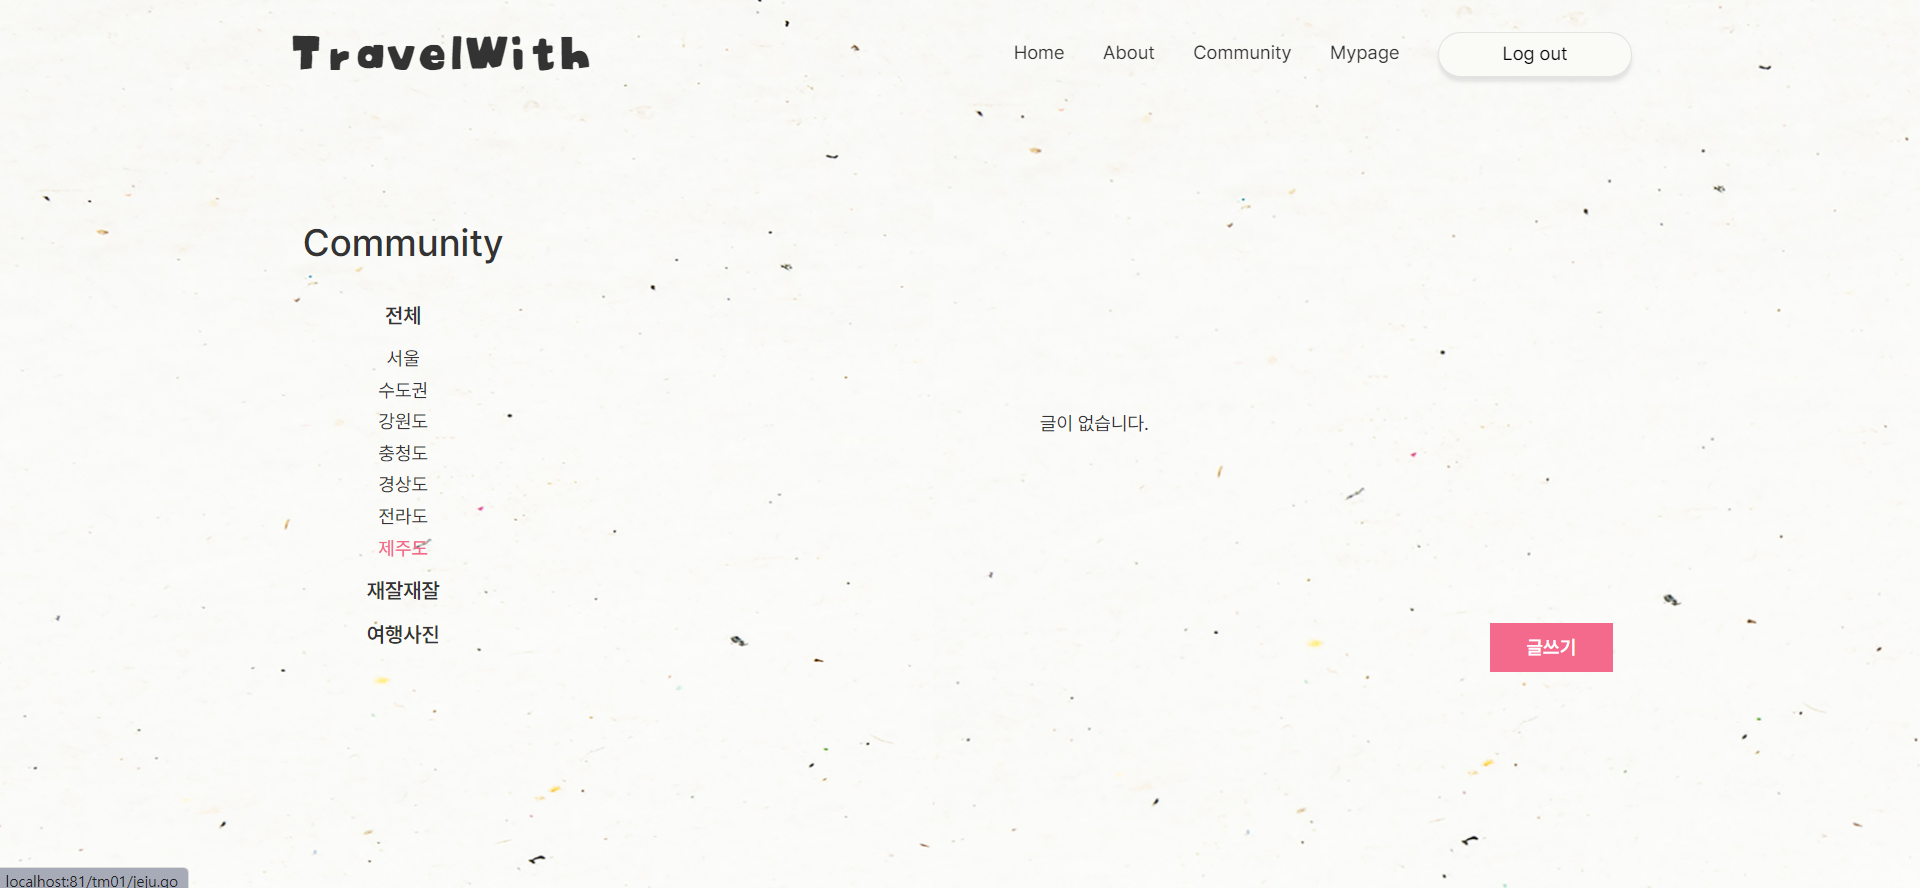 TravelWith
Home About Community Mypage Log out
Community
전체
서울
수도권
강원도
충청도
경상도
전라도
제주도
재잘재잘
여행사진
글이 없습니다.
글쓰기
localhost:81/tm01/jeju.go